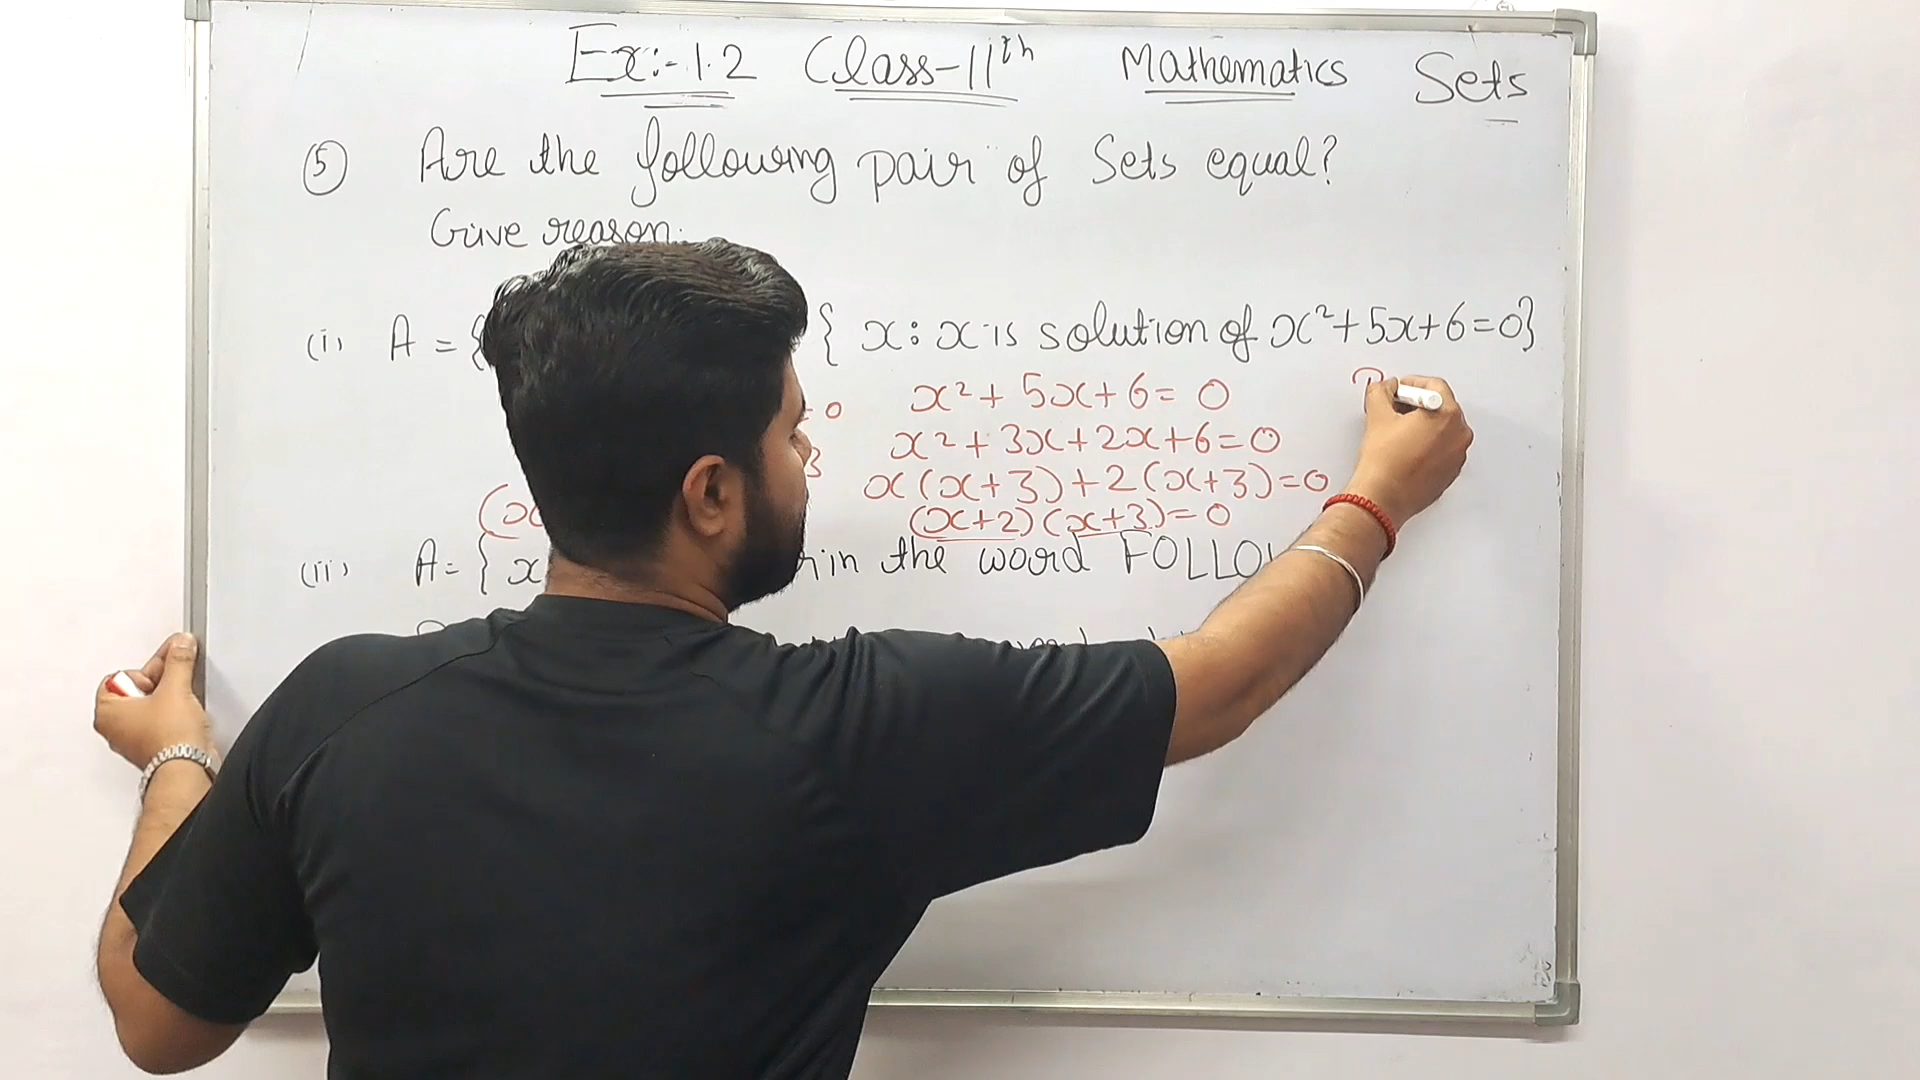 Ex:-1.2 Class-11th Mathematics Sets
⑤ Are the following pair of Sets equal?
Give reason.
(i) A = { { x : x is solution of x²+5x+6=0}
x²+5x+6=0
=0
x²+3x+2x+6=0
3
x(x+3)+2(x+3)=0
(x
(x+2)(x+3)=0
(ii) A= { x in the word FOLLO